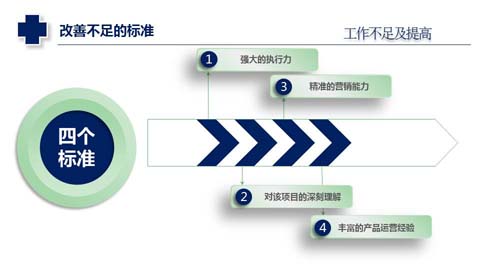 改善不足的标准
工作不足及提高
1 强大的执行力
3 精准的营销能力
四个
标准
2 对该项目的深刻理解
4 丰富的产品运营经验